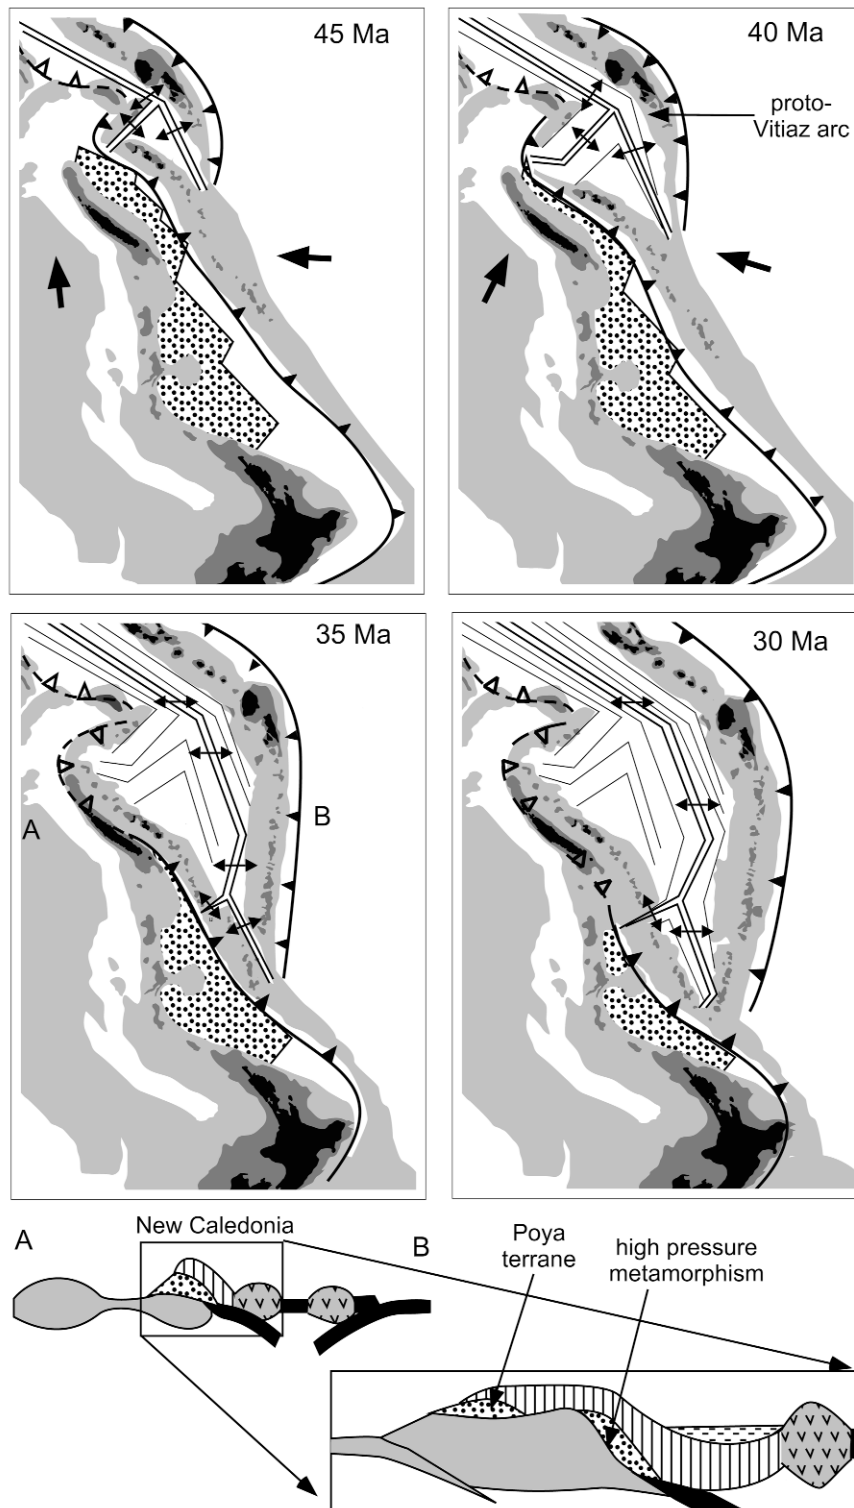 45 Ma
40 Ma
proto-
Vitiaz arc
35 Ma
A
B
30 Ma
A
New Caledonia
B
Poya
terrane
high pressure
metamorphism